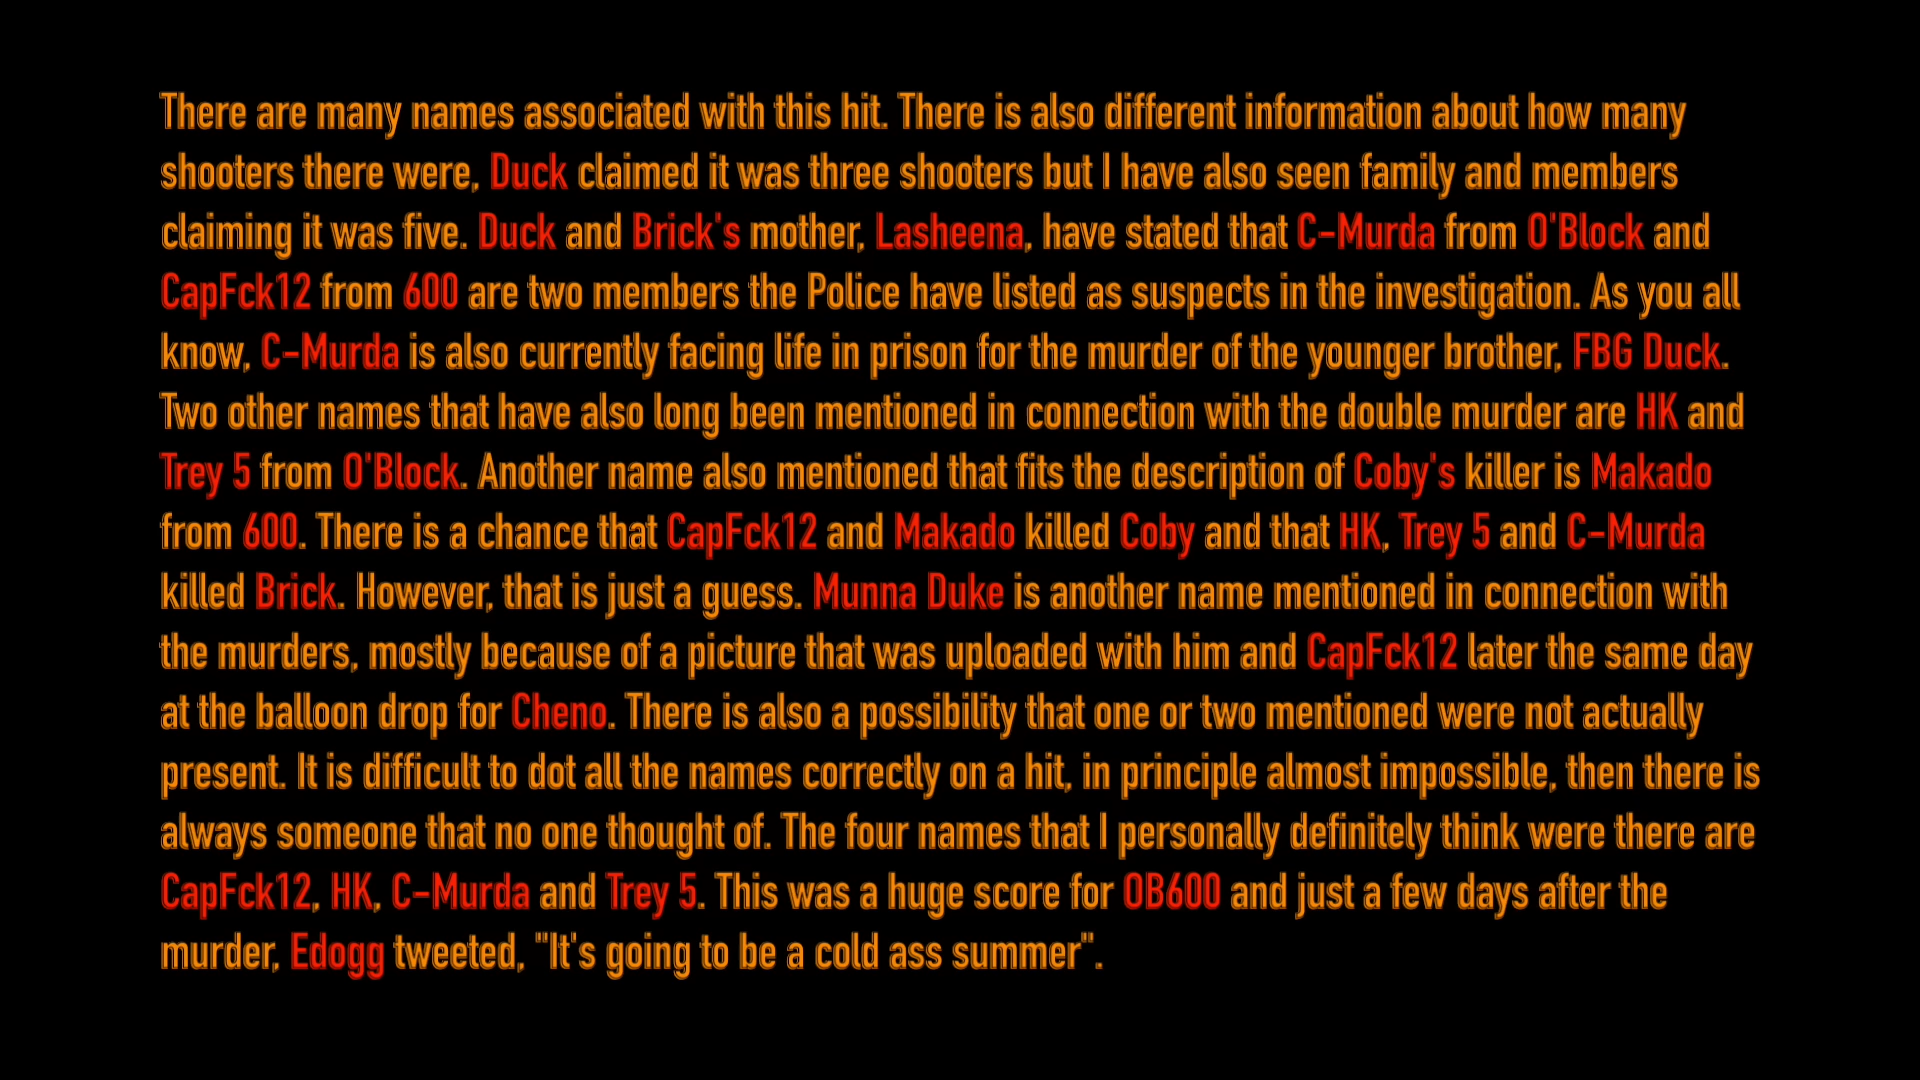 There are many names associated with this hit. There is also different information about how many
shooters there were, Duck claimed it was three shooters but I have also seen family and members
claiming it was five. Duck and Brick's mother, Lasheena, have stated that C-Murda from O'Block and
CapFck12 from 600 are two members the Police have listed as suspects in the investigation. As you all
know, C-Murda is also currently facing life in prison for the murder of the younger brother, FBG Duck.
Two other names that have also long been mentioned in connection with the double murder are HK and
Trey 5 from O'Block. Another name also mentioned that fits the description of Coby's killer is Makado
from 600. There is a chance that CapFck12 and Makado killed Coby and that HK, Trey 5 and C-Murda
killed Brick. However, that is just a guess. Munna Duke is another name mentioned in connection with
the murders, mostly because of a picture that was uploaded with him and CapFck12 later the same day
at the balloon drop for Cheno. There is also a possibility that one or two mentioned were not actually
present. It is difficult to dot all the names correctly on a hit, in principle almost impossible, then there is
always someone that no one thought of. The four names that I personally definitely think were there are
CapFck12, HK, C-Murda and Trey 5. This was a huge score for OB600 and just a few days after the
murder, Edogg tweeted, "It's going to be a cold ass summer".